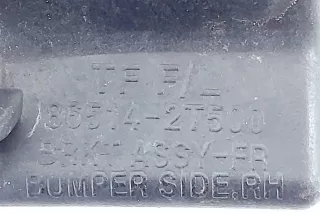 TF F/L
86514-2T500
BRKT ASSY-FR
BUMPER SIDE,RH